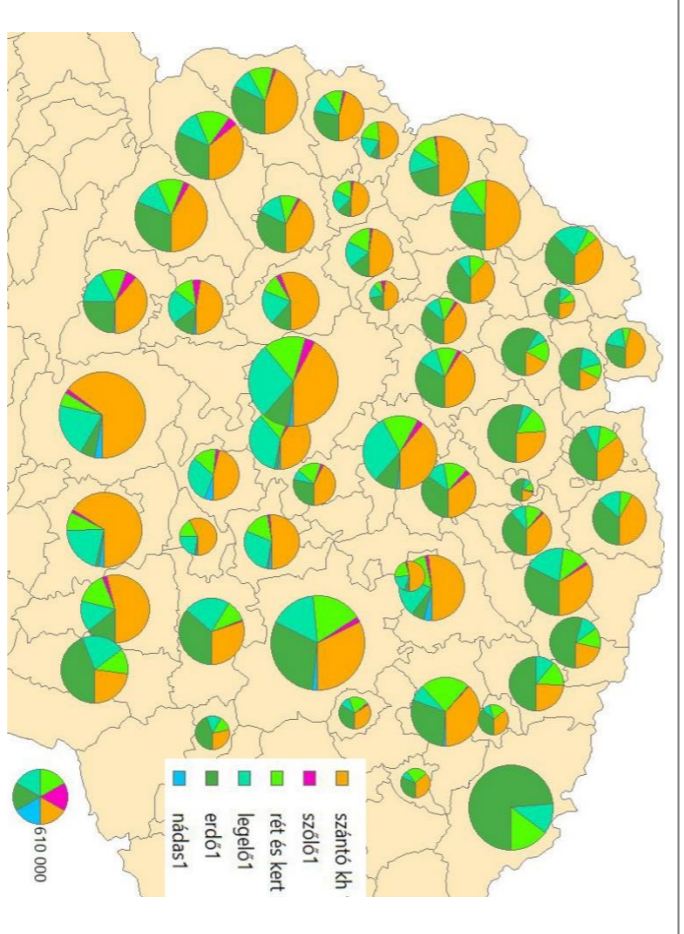 szántó kh
szőlő1
rét és kert
legelő1
erdő1
nádas1
610 000